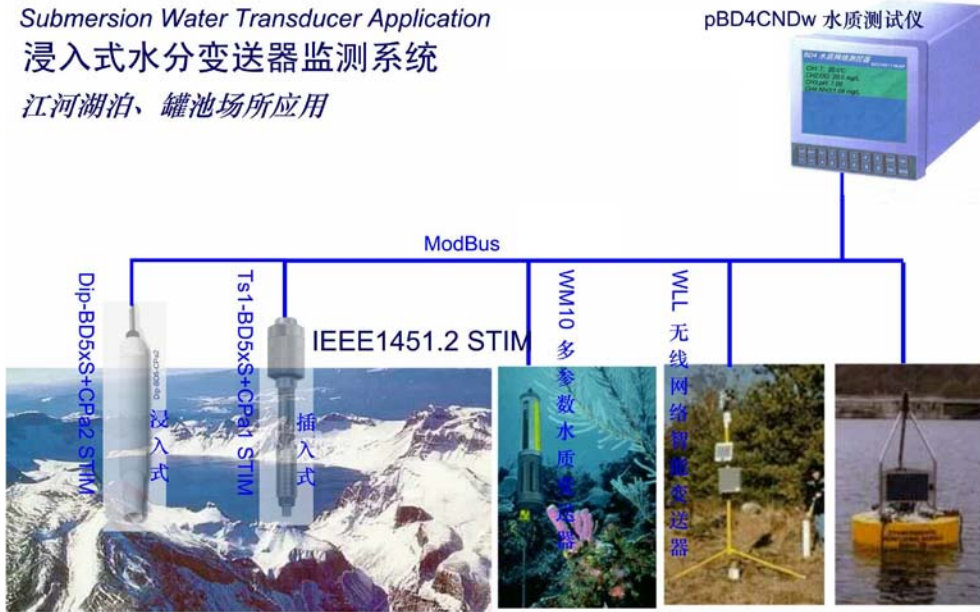 Submersion Water Transducer Application
浸入式水分变送器监测系统
江河湖泊、罐池场所应用
pBD4CNDw 水质测试仪
ModBus
Dip-BD5xS+CPa2 STIM
浸入式
Ts1-BD5xS+CPa1 STIM
插入式
IEEE1451.2 STIM
WM10 多参数水质变送器
WLL 无线网络智能变送器